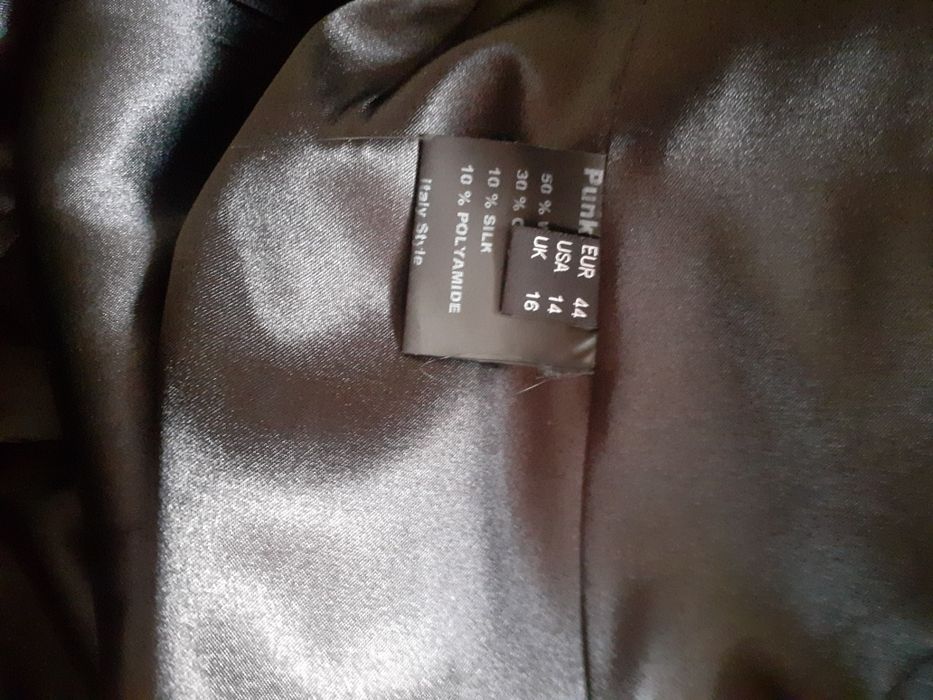 Punk
50 %
30 %
10 % SILK
10 % POLYAMIDE
Italy Style
EUR 44
USA 14
UK 16